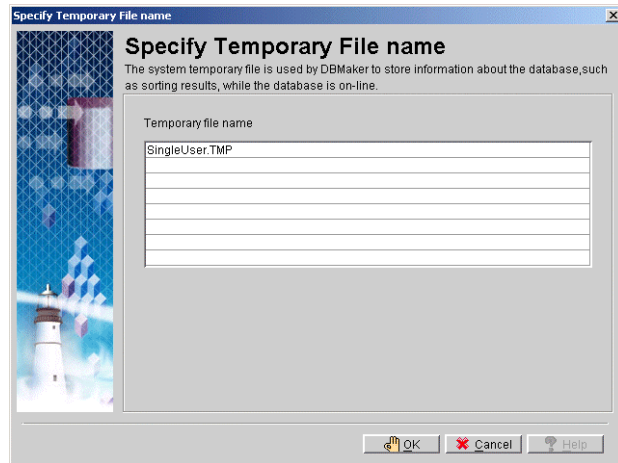 Specify Temporary File name
Specify Temporary File name
The system temporary file is used by DBMaker to store information about the database,such
as sorting results, while the database is on-line.
Temporary file name
SingleUser.TMP
OK Cancel Help